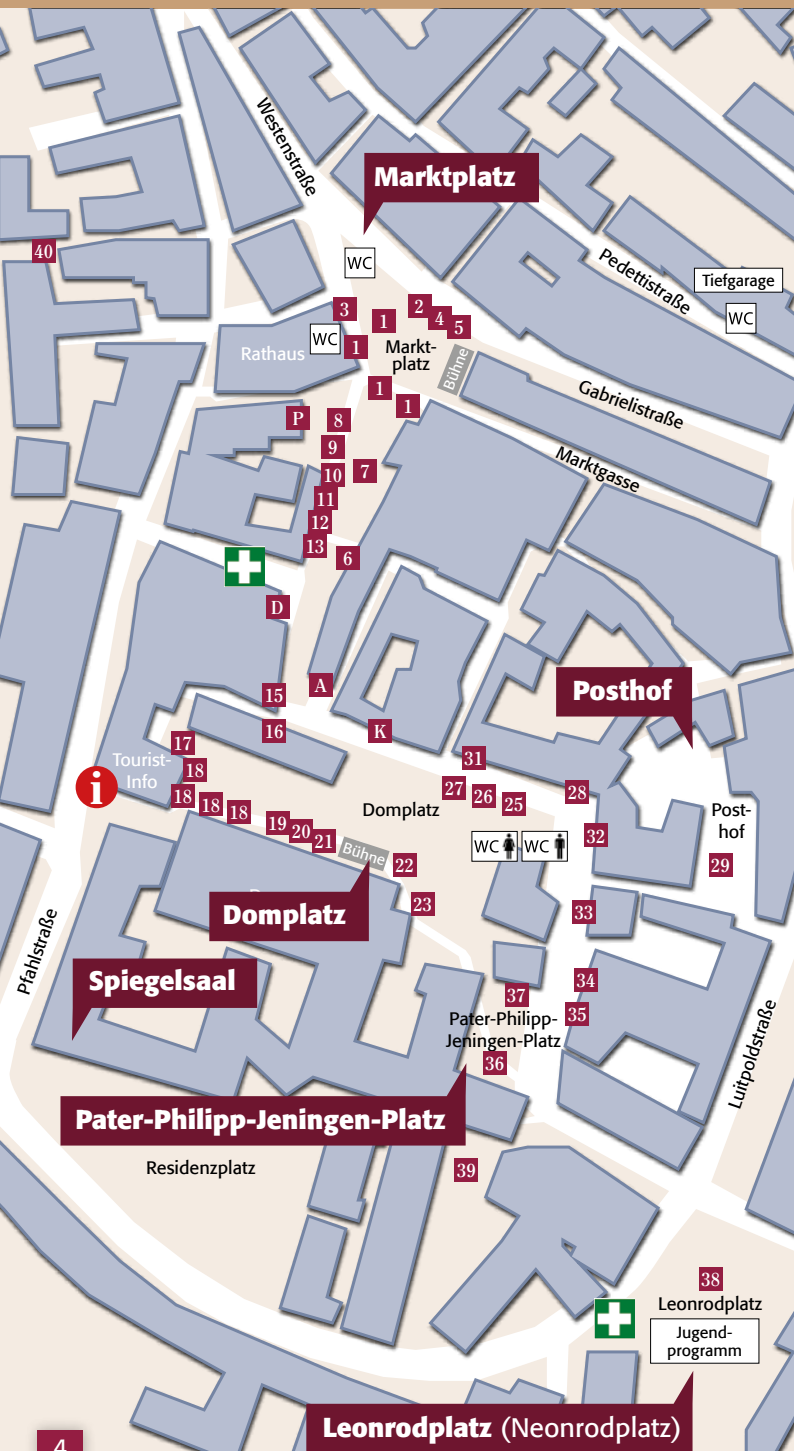 Westenstraße
Marktplatz
40
WC
Pedettistraße
Tiefgarage
WC
3
1
2
4
5
WC
1
Rathaus
Markt-
platz
Bühne
1
1
Gabrielistraße
P
8
9
7
Marktgasse
10
11
12
13
6
D
A
15
16
K
Posthof
17
Tourist-
Info
i
18
18
18
18
31
27
26
25
28
Domplatz
Post-
hof
19
20
21
Bühne
22
WC
WC
32
29
23
33
Domplatz
Pfahlstraße
Spiegelsaal
34
37
35
Pater-Philipp-
Jeningen-Platz
36
Luitpoldstraße
Pater-Philipp-Jeningen-Platz
Residenzplatz
39
38
Leonrodplatz
Jugend-
programm
Leonrodplatz (Neonrodplatz)
4